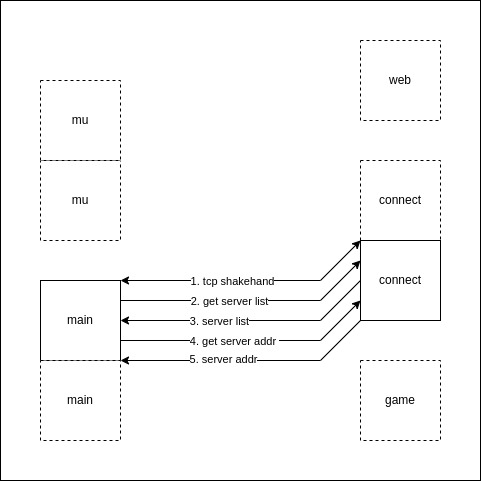 web
mu
mu
connect
connect
1. tcp shakehand
2. get server list
3. server list
4. get server addr
5. server addr
main
main
game